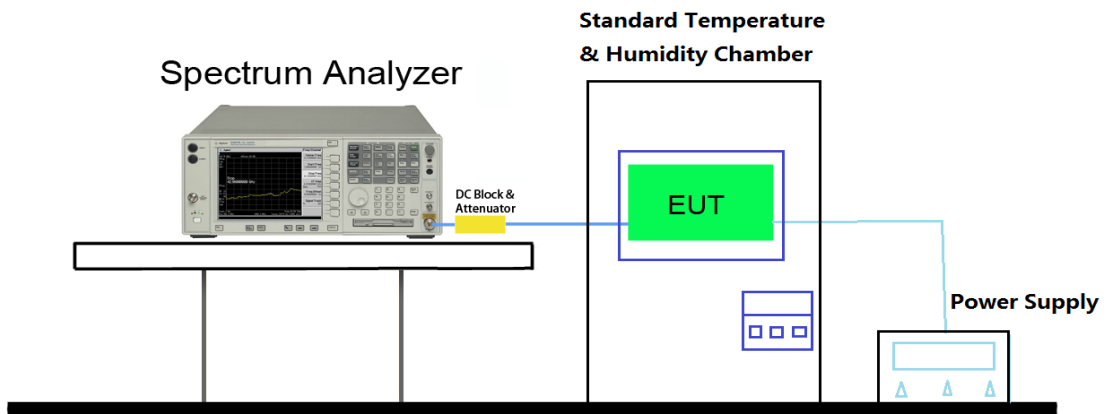 Standard Temperature
& Humidity Chamber
Spectrum Analyzer
DC Block &
Attenuator
EUT
Power Supply